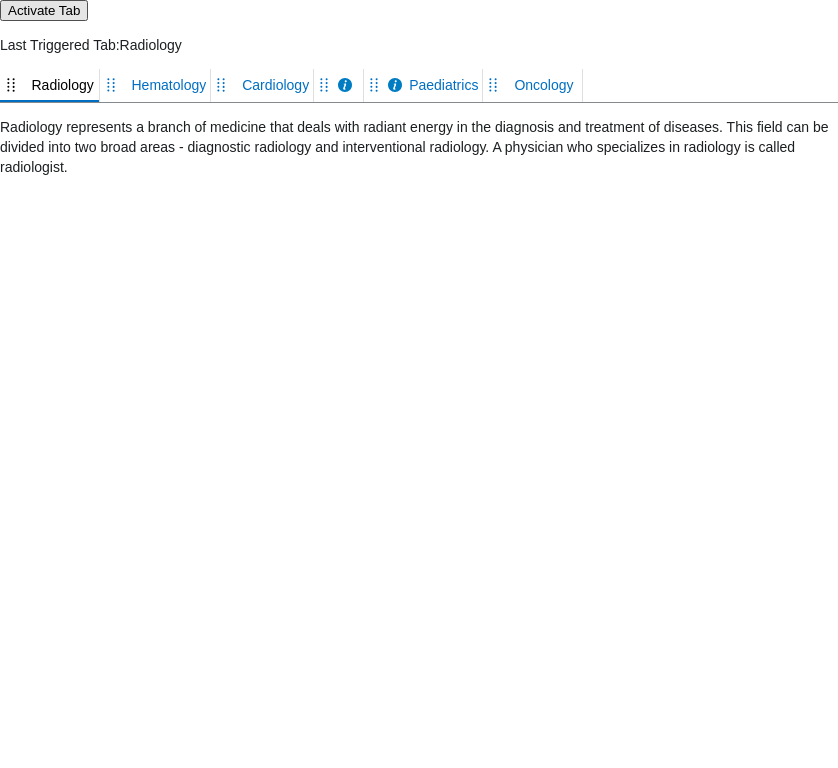 Activate Tab
Last Triggered Tab:Radiology
Radiology Hematology Cardiology Paediatrics Oncology
Radiology represents a branch of medicine that deals with radiant energy in the diagnosis and treatment of diseases. This field can be
divided into two broad areas - diagnostic radiology and interventional radiology. A physician who specializes in radiology is called
radiologist.